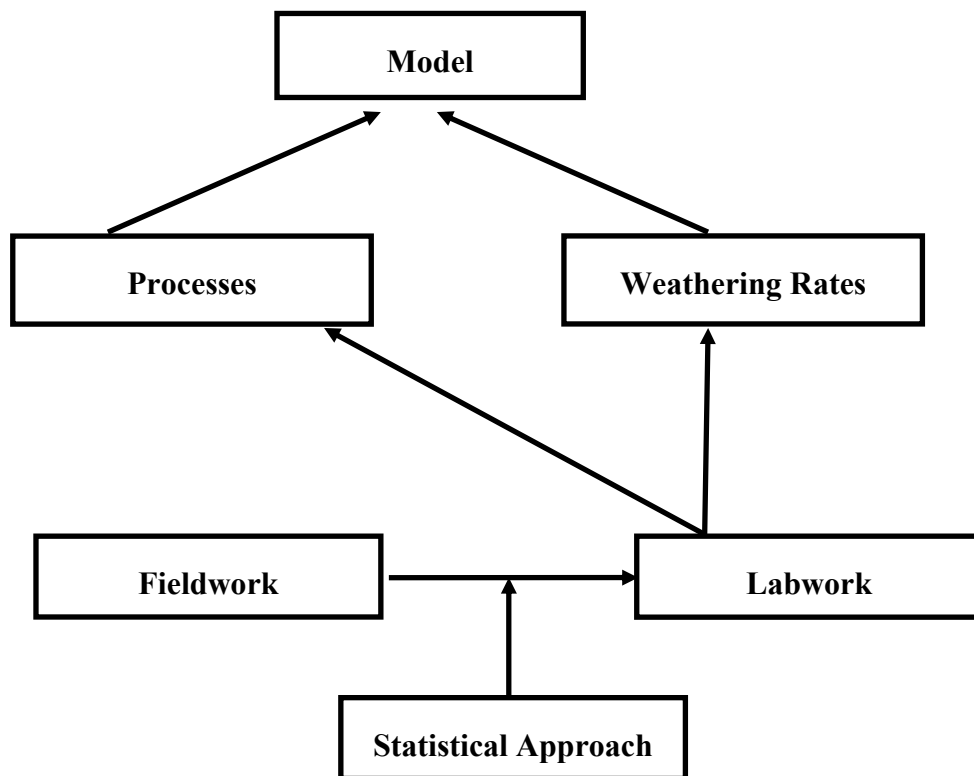 Model
Processes
Weathering Rates
Fieldwork
Labwork
Statistical Approach